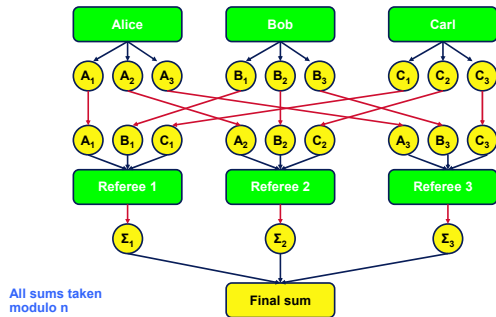 Alice Bob Carl
A1 A2 A3 B1 B2 B3 C1 C2 C3
A1 B1 C1 A2 B2 C2 A3 B3 C3
Referee 1 Referee 2 Referee 3
Σ1 Σ2 Σ3
All sums taken
modulo n
Final sum